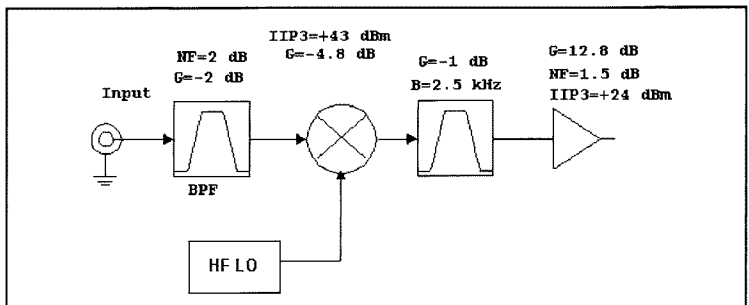 Input
NF=2 dB
G=-2 dB
BPF
IIP3=+43 dBm
G=-4.8 dB
HF LO
G=-1 dB
B=2.5 kHz
G=12.8 dB
NF=1.5 dB
IIP3=+24 dBm